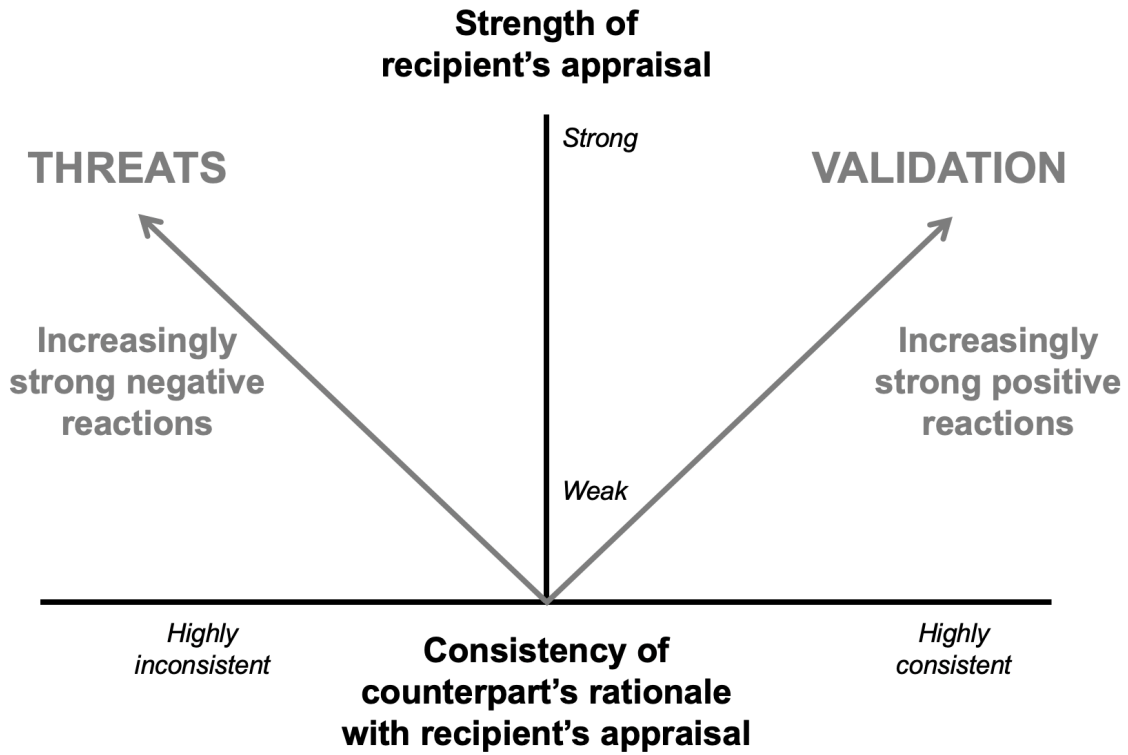 Strength of
recipient's appraisal
Strong
THREATS
VALIDATION
Increasingly
strong negative
reactions
Increasingly
strong positive
reactions
Weak
Highly
inconsistent
Consistency of
counterpart's rationale
with recipient's appraisal
Highly
consistent